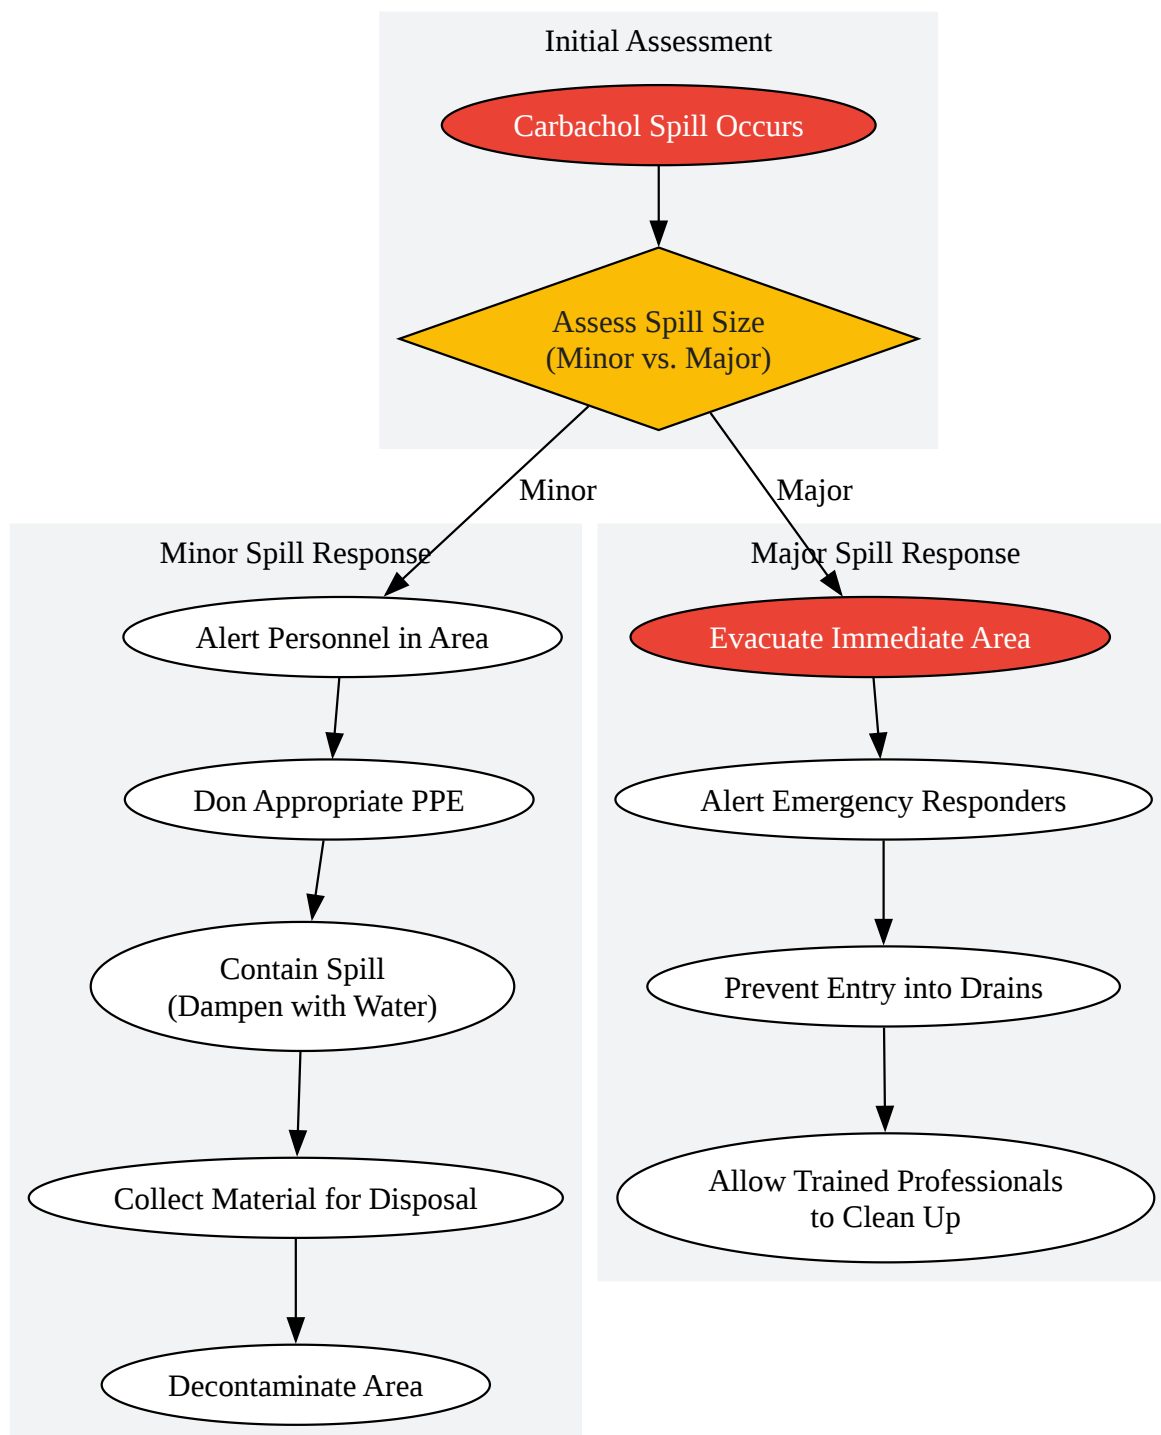 Initial Assessment
Carbachol Spill Occurs
Assess Spill Size
(Minor vs. Major)
Minor
Major
Minor Spill Response
Alert Personnel in Area
Don Appropriate PPE
Contain Spill
(Dampen with Water)
Collect Material for Disposal
Decontaminate Area
Major Spill Response
Evacuate Immediate Area
Alert Emergency Responders
Prevent Entry into Drains
Allow Trained Professionals
to Clean Up